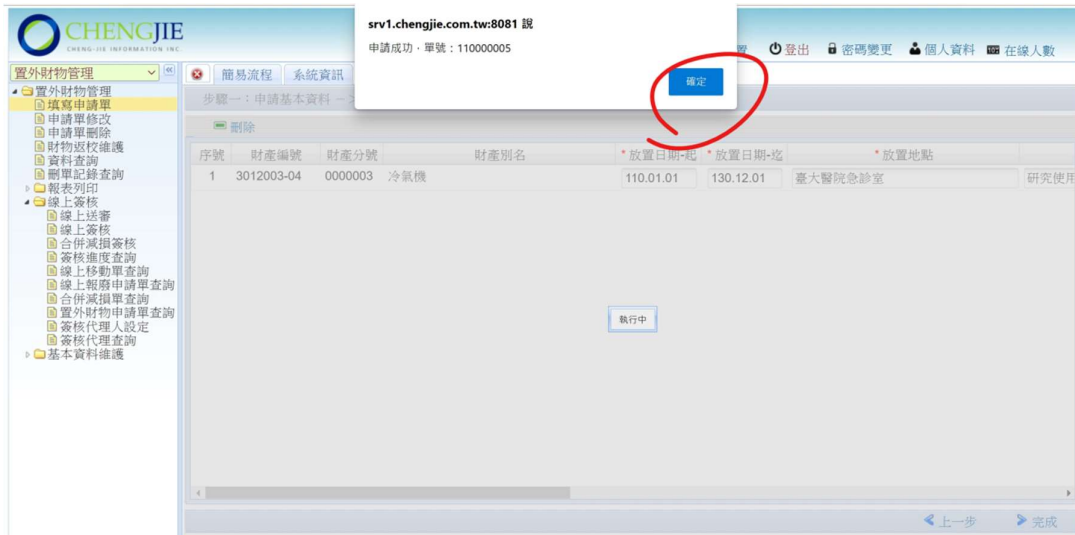 CHENGJIE
CHENG-JIE INFORMATION INC.
srv1.chengjie.com.tw:8081 說
申請成功，單號：110000005
確定
置
登出
密碼變更
個人資料
在線人數
置外財物管理
簡易流程
系統資訊
步驟一：申請基本資料 －＞
刪除
置外財物管理
填寫申請單
申請單修改
申請單刪除
財物返校維護
資料查詢
刪單記錄查詢
報表列印
線上簽核
線上送審
線上簽核
合併減損簽核
簽核進度查詢
線上移動單查詢
線上報廢申請單查詢
合併減損單查詢
置外財物申請單查詢
簽核代理人設定
簽核代理查詢
基本資料維護
序號 財產編號 財產分號 財產別名 *放置日期-起 *放置日期-迄 *放置地點
1 3012003-04 0000003 冷氣機 110.01.01 130.12.01 臺大醫院急診室 研究使用
執行中
上一步
完成